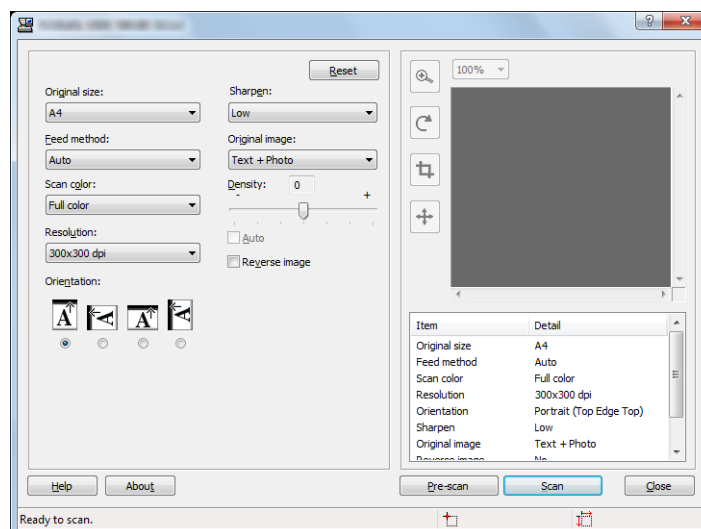 Reset
Original size:
A4
Feed method:
Auto
Scan color:
Full color
Resolution:
300x300 dpi
Orientation:
A A A A
Sharpen:
Low
Original image:
Text + Photo
Density: 0
- +
Auto
Reverse image
100%
Item Detail
Original size A4
Feed method Auto
Scan color Full color
Resolution 300x300 dpi
Orientation Portrait (Top Edge Top)
Sharpen Low
Original image Text + Photo
Reverse image No
Help About Pre-scan Scan Close
Ready to scan.